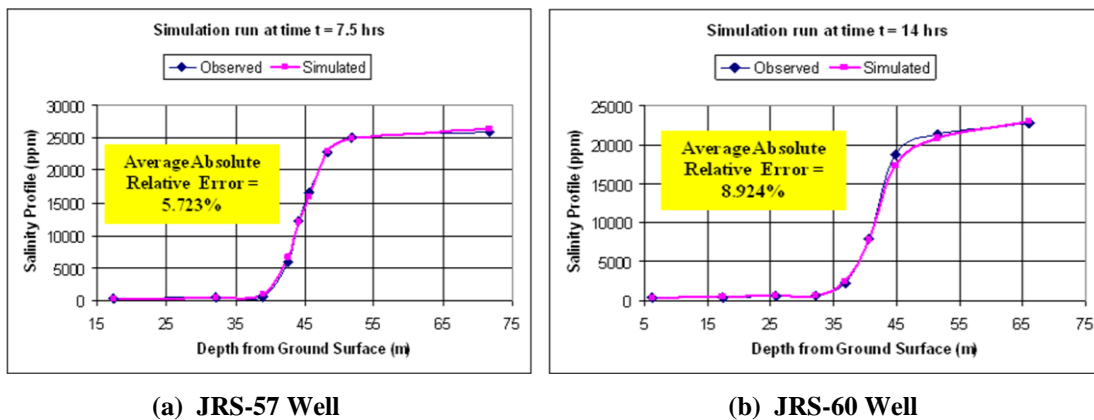 Simulation run at time t = 7.5 hrs
Observed Simulated
Salinity Profile (ppm)
30000
25000
20000
15000
10000
5000
0
Average Absolute
Relative Error =
5.723%
15 25 35 45 55 65 75
Depth from Ground Surface (m)
(a) JRS-57 Well
Simulation run at time t = 14 hrs
Observed Simulated
Salinity Profile (ppm)
25000
20000
15000
10000
5000
0
Average Absolute
Relative Error =
8.924%
5 15 25 35 45 55 65 75
Depth from Ground Surface (m)
(b) JRS-60 Well